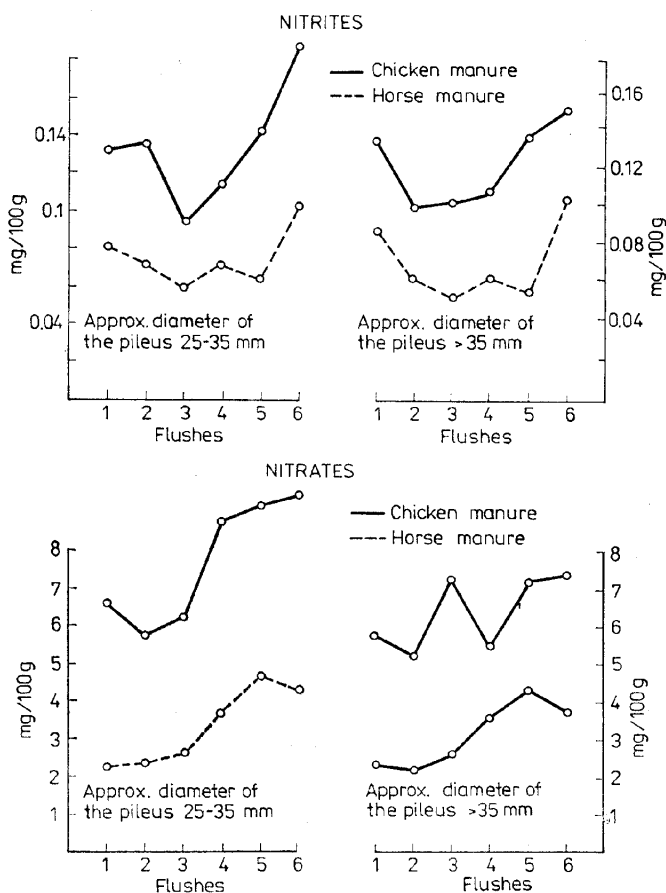 NITRITES
Chicken manure
Horse manure
0.14
0.1
0.04
mg/100g
0.16
0.12
0.08
0.04
mg/100g
Approx. diameter of
the pileus 25-35 mm
Approx. diameter of
the pileus >35 mm
1 2 3 4 5 6
Flushes
1 2 3 4 5 6
Flushes
NITRATES
Chicken manure
Horse manure
8
7
6
5
4
3
2
1
mg/100g
8
7
6
5
4
3
2
1
mg/100g
Approx. diameter of
the pileus 25-35 mm
Approx. diameter of
the pileus >35 mm
1 2 3 4 5 6
Flushes
1 2 3 4 5 6
Flushes